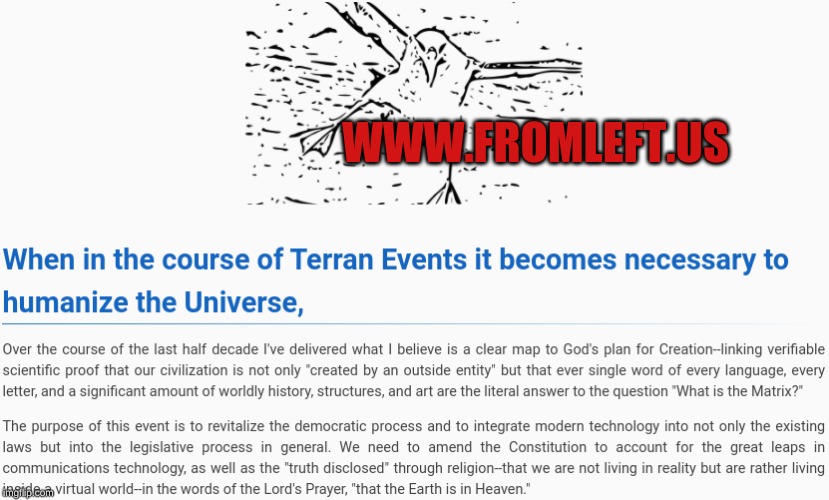 WWW.FROMLEFT.US
When in the course of Terran Events it becomes necessary to
humanize the Universe,
Over the course of the last half decade I've delivered what I believe is a clear map to God's plan for Creation--linking verifiable
scientific proof that our civilization is not only "created by an outside entity" but that ever single word of every language, every
letter, and a significant amount of worldly history, structures, and art are the literal answer to the question "What is the Matrix?"
The purpose of this event is to revitalize the democratic process and to integrate modern technology into not only the existing
laws but into the legislative process in general. We need to amend the Constitution to account for the great leaps in
communications technology, as well as the "truth disclosed" through religion--that we are not living in reality but are rather living
inside a virtual world--in the words of the Lord's Prayer, "that the Earth is in Heaven."
imgflip.com